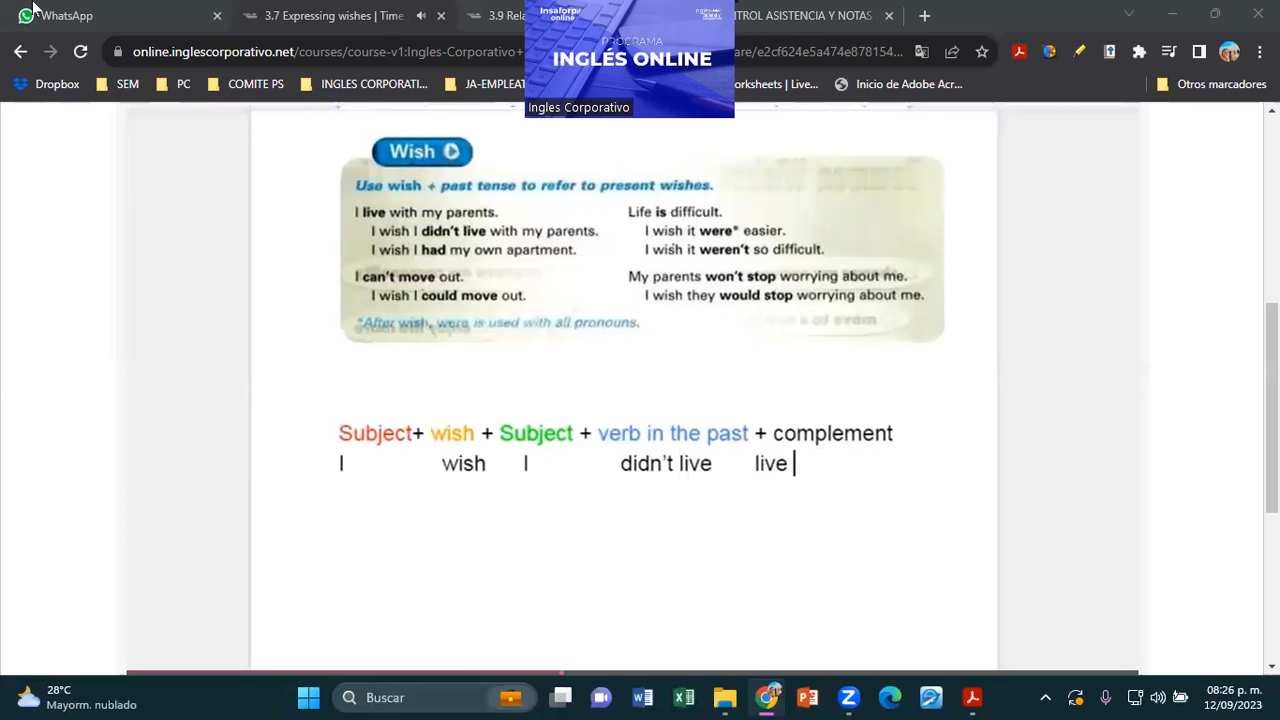 WhatsApp
3.7 Expressing wishes | Time
3.9 Rela
TROL ASISTENCIA Y NOTAS
Insaforp
online
PROGRAMA
INGLÉS ONLINE
Ingles Corporativo
online.inglescorporativo.net/courses/course-v1:Ingles-Corporativo+
are/e2cf624e5a474e878f154...
Dropbox
SEM
PC
COMITE PS
INGLES CORPORATI...
JA-EMPLEAT
orksheets | Live...
Inicio de Adobe Acr...
Otros marcadores
Wish
Use wish + past tense to refer to present wishes.
I live with my parents.
I wish I didn't live with my parents.
I wish I had my own apartment.
I can't move out.
I wish I could move out.
*After wish, were is used with all pronouns.
Life is difficult.
I wish it were* easier.
I wish it weren't so difficult.
My parents won't stop worrying about me.
I wish they would stop worrying about me.
Subject+ wish + Subject + verb in the past + complement
I wish I didn't live live
28°C
Mayorm. nublado
Buscar
08:26 p. m.
12/09/2023